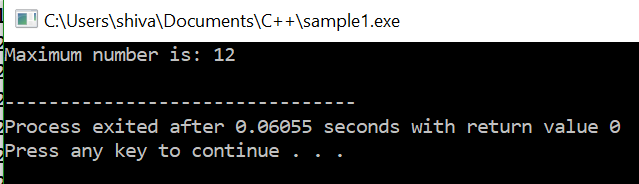 C:\Users\shiva\Documents\C++\sample1.exe
Maximum number is: 12
--------------------------------
Process exited after 0.06055 seconds with return value 0
Press any key to continue . . .